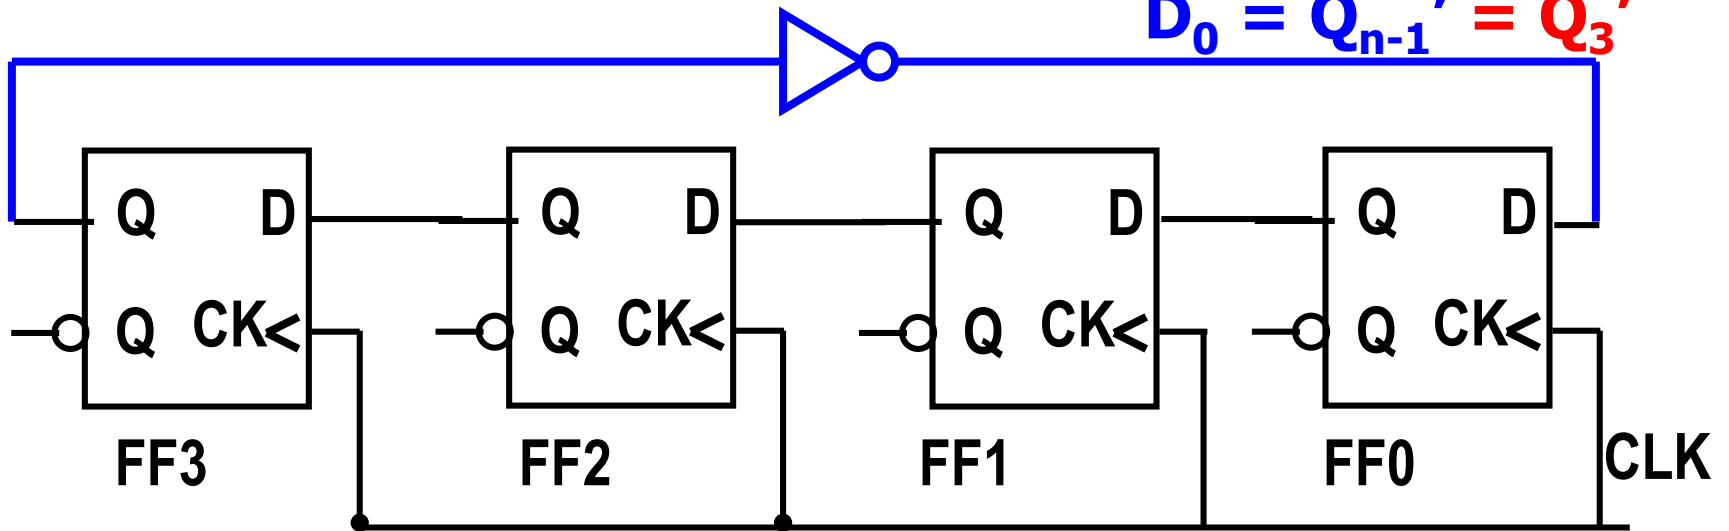 D₀ = Qₙ₋₁' = Q₃'
Q D Q D Q D Q D
Q CK Q CK Q CK Q CK
FF3 FF2 FF1 FF0 CLK